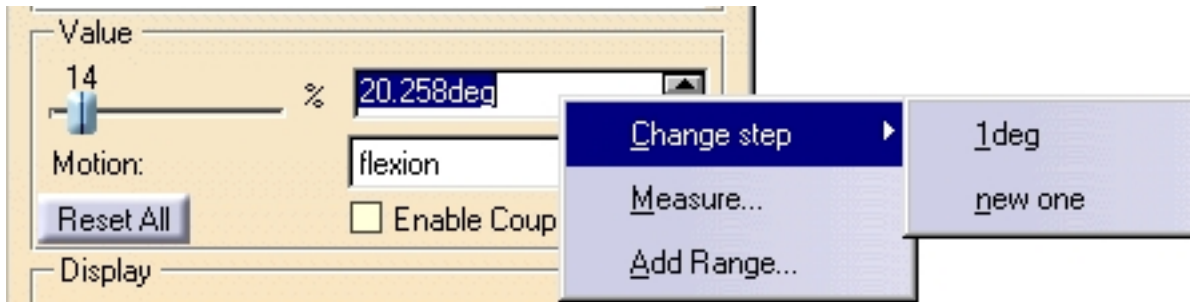 Value
14
% 20.258deg
Change step 1deg
Motion: flexion
Measure... new one
Reset All Enable Coup
Add Range...
Display